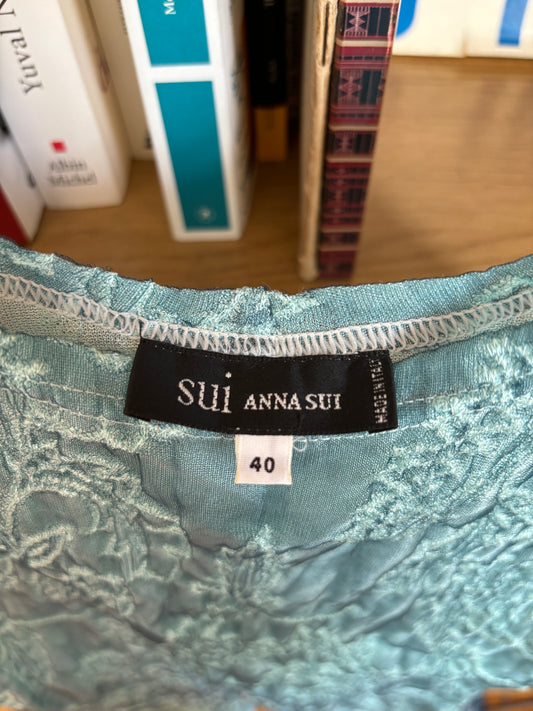 Yuval N
Albin
Michel
sui ANNA SUI
MADE IN ITALY
40